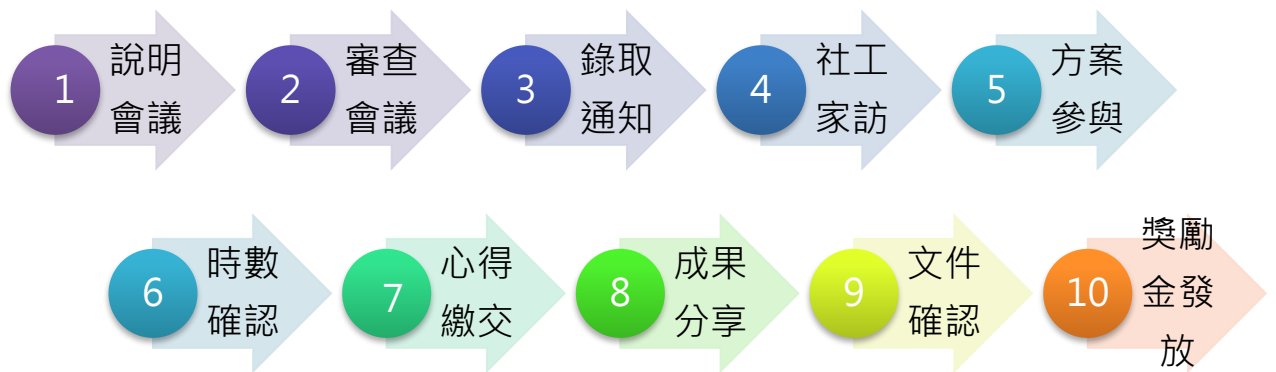 1
說明
會議
2
審查
會議
3
錄取
通知
4
社工
家訪
5
方案
參與
6
時數
確認
7
心得
繳交
8
成果
分享
9
文件
確認
10
獎勵
金發
放